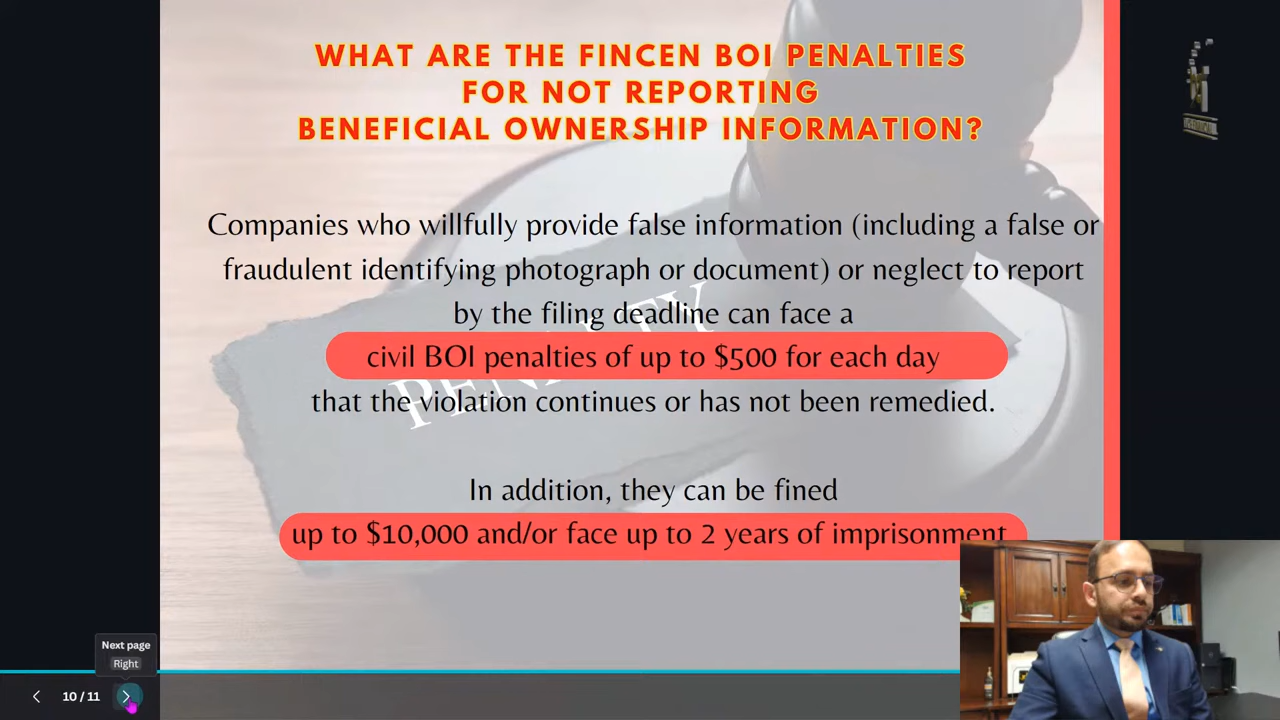 WHAT ARE THE FINCEN BOI PENALTIES
FOR NOT REPORTING
BENEFICIAL OWNERSHIP INFORMATION?
Companies who willfully provide false information (including a false or
fraudulent identifying photograph or document) or neglect to report
by the filing deadline can face a
civil BOI penalties of up to $500 for each day
PENALTY
that the violation continues or has not been remedied.
In addition, they can be fined
up to $10,000 and/or face up to 2 years of imprisonment
Next page
Right
10 / 11